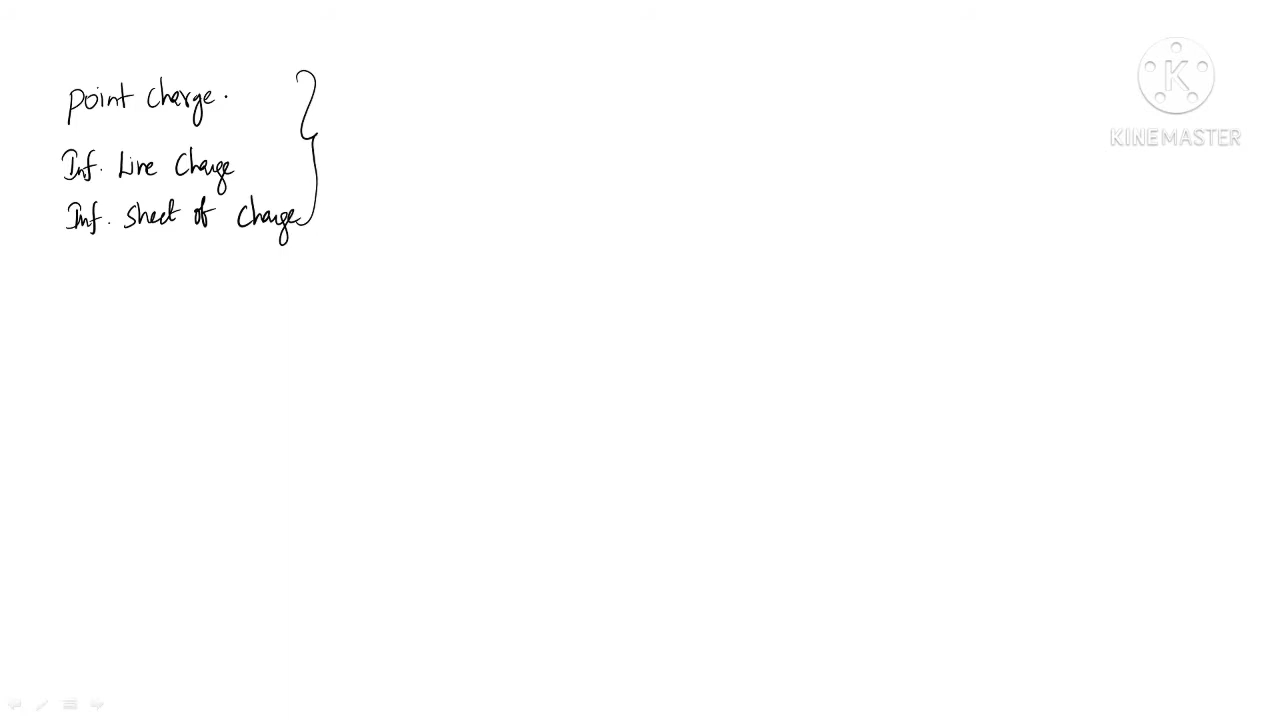 point charge.
Inf. Line Charge
Inf. sheet of charge
K
KINEMASTER